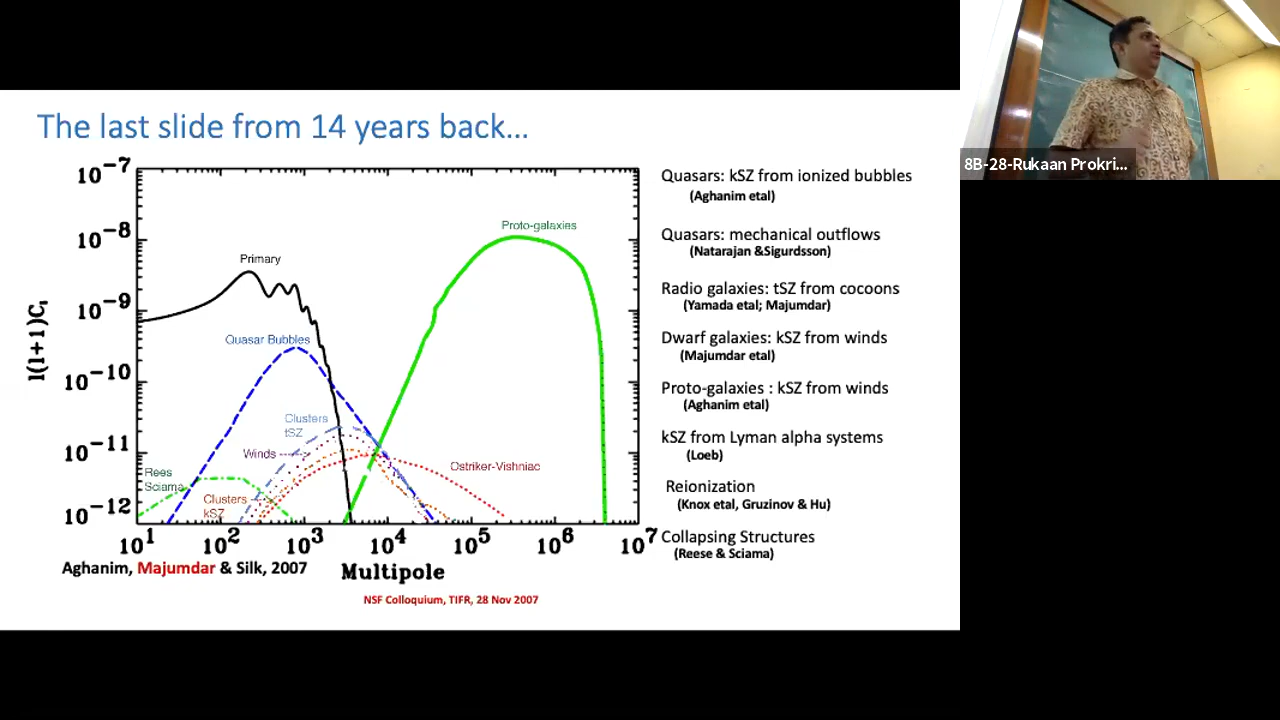 The last slide from 14 years back...
10^-7
10^-8
10^-9
10^-10
10^-11
10^-12
l(l+1)C_l
10^1 10^2 10^3 10^4 10^5 10^6 10^7
Multipole
Primary
Proto-galaxies
Quasar Bubbles
Clusters
tSZ
Winds
Ostriker-Vishniac
Rees
Sciama
Clusters
kSZ
Aghanim, Majumdar & Silk, 2007
NSF Colloquium, TIFR, 28 Nov 2007
Quasars: kSZ from ionized bubbles
(Aghanim etal)
Quasars: mechanical outflows
(Natarajan &Sigurdsson)
Radio galaxies: tSZ from cocoons
(Yamada etal; Majumdar)
Dwarf galaxies: kSZ from winds
(Majumdar etal)
Proto-galaxies : kSZ from winds
(Aghanim etal)
kSZ from Lyman alpha systems
(Loeb)
Reionization
(Knox etal, Gruzinov & Hu)
Collapsing Structures
(Reese & Sciama)
8B-28-Rukaan Prokri...